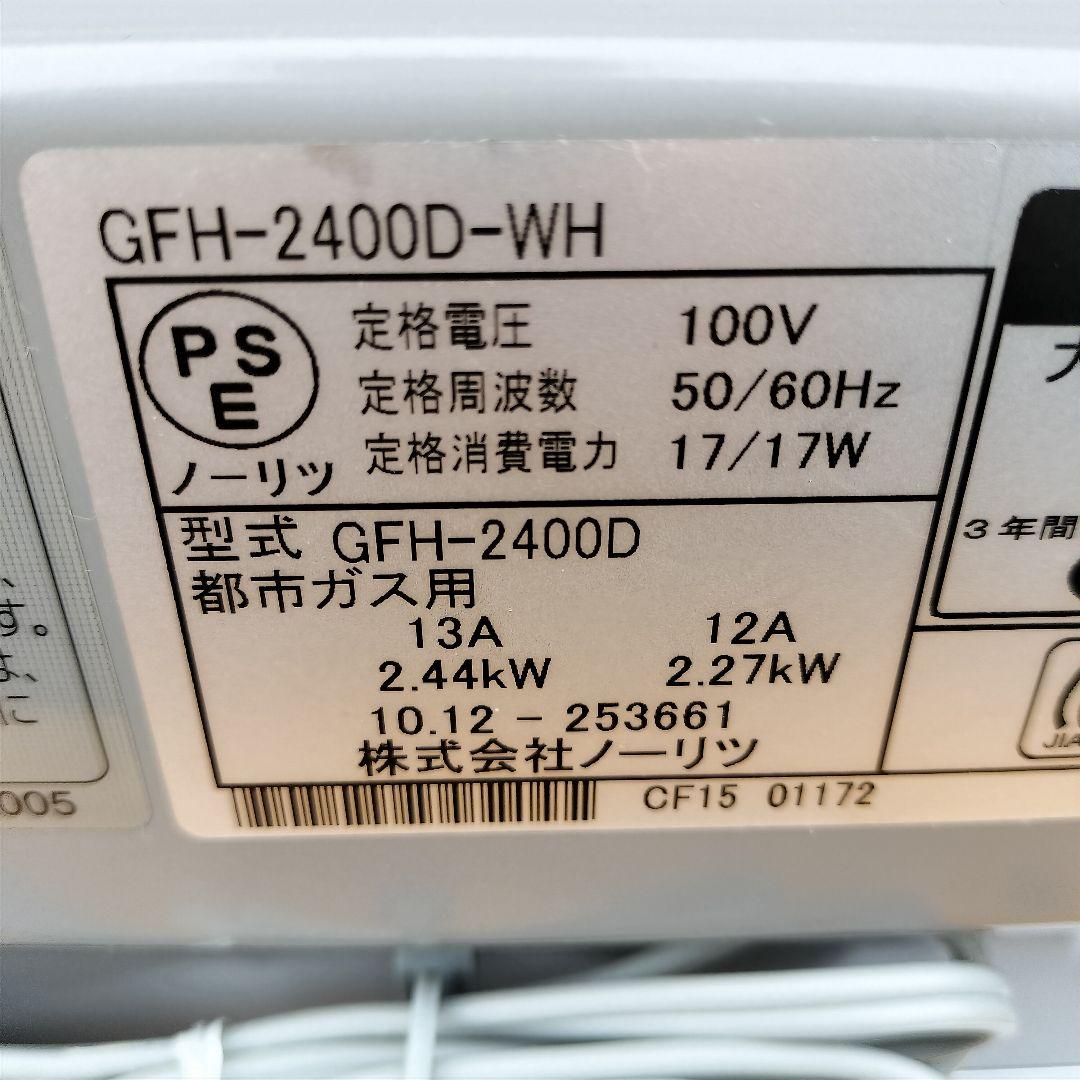 GFH-2400D-WH
PSE
ノーリツ
定格電圧 100V
定格周波数 50/60Hz
定格消費電力 17/17W
型式 GFH-2400D
都市ガス用
13A 12A
2.44kW 2.27kW
10.12 - 253661
株式会社ノーリツ
CF15 01172
3年間
JIA
す。
は、
に
005